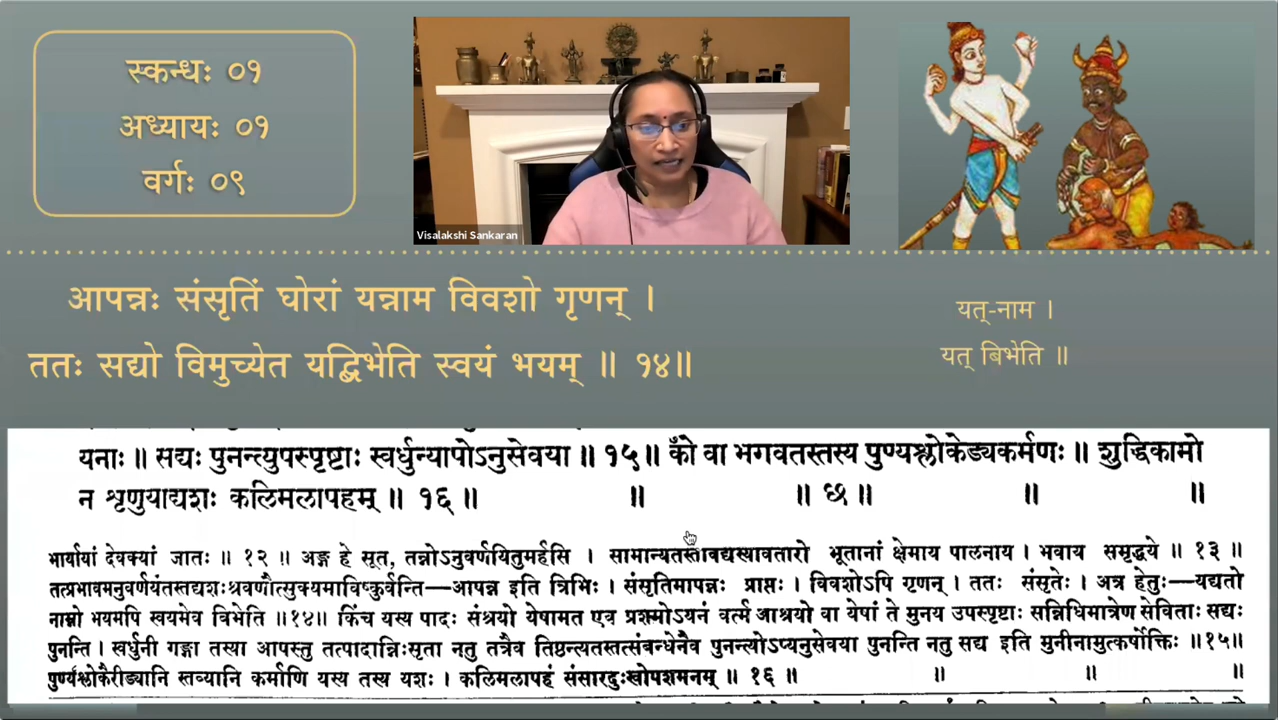 स्कन्धः ०१
अध्यायः ०१
वर्गः ०९
Visalakshi Sankaran
आपन्नः संसृतिं घोरां यन्नाम विवशो गृणन् ।
ततः सद्यो विमुच्येत यद्बिभेति स्वयं भयम् ॥ १४॥
यत्-नाम ।
यत् बिभेति ॥
यनाः ॥ सद्यः पुनन्त्युपस्पृष्टाः स्वर्धुन्यापोऽनुसेवया ॥ १५॥ को वा भगवतस्तस्य पुण्यश्लोकेड्यकर्मणः ॥ शुद्धिकामो
न श्रृणुयाद्यशः कलिमलापहम् ॥ १६ ॥ ॥ ॥ छ ॥ ॥ ॥
भार्यायां देवक्यां जातः ॥ १२ ॥ अङ्ग हे सूत, तन्नोऽनुवर्णयितुमर्हसि । सामान्यतस्तावद्यस्यावतारो भूतानां क्षेमाय पालनाय । भवाय समृद्धये ॥ १३ ॥
तत्प्रभावमनुवर्णयंतस्तद्यशःश्रवणौत्सुक्यमाविष्कुर्वन्ति—आपन्न इति त्रिभिः । संसृतिमापन्नः प्राप्तः । विवशोऽपि गृणन् । ततः संसृतेः । अत्र हेतुः—यद्यतो
नाम्नो भयमपि स्वयमेव बिभेति ॥१४॥ किंच यस्य पादः संश्रयो येषामत एव प्रशमोऽयनं वर्त्म आश्रयो वा येषां ते मुनय उपस्पृष्टाः सन्निधिमात्रेण सेविताः सद्यः
पुनन्ति । स्वर्धुनी गङ्गा तस्या आपस्तु तत्पादान्निःसृता नतु तत्रैव तिष्ठन्त्यतस्तत्संबन्धेनैव पुनन्त्योऽप्यनुसेवया पुनन्ति नतु सद्य इति मुनीनामुत्कर्षोक्तिः ॥१५॥
पुण्यश्लोकैरीड्यानि स्तव्यानि कर्माणि यस्य तस्य यशः । कलिमलापहं संसारदुःखोपशमनम् ॥ १६ ॥ ॥ ॥ ॥